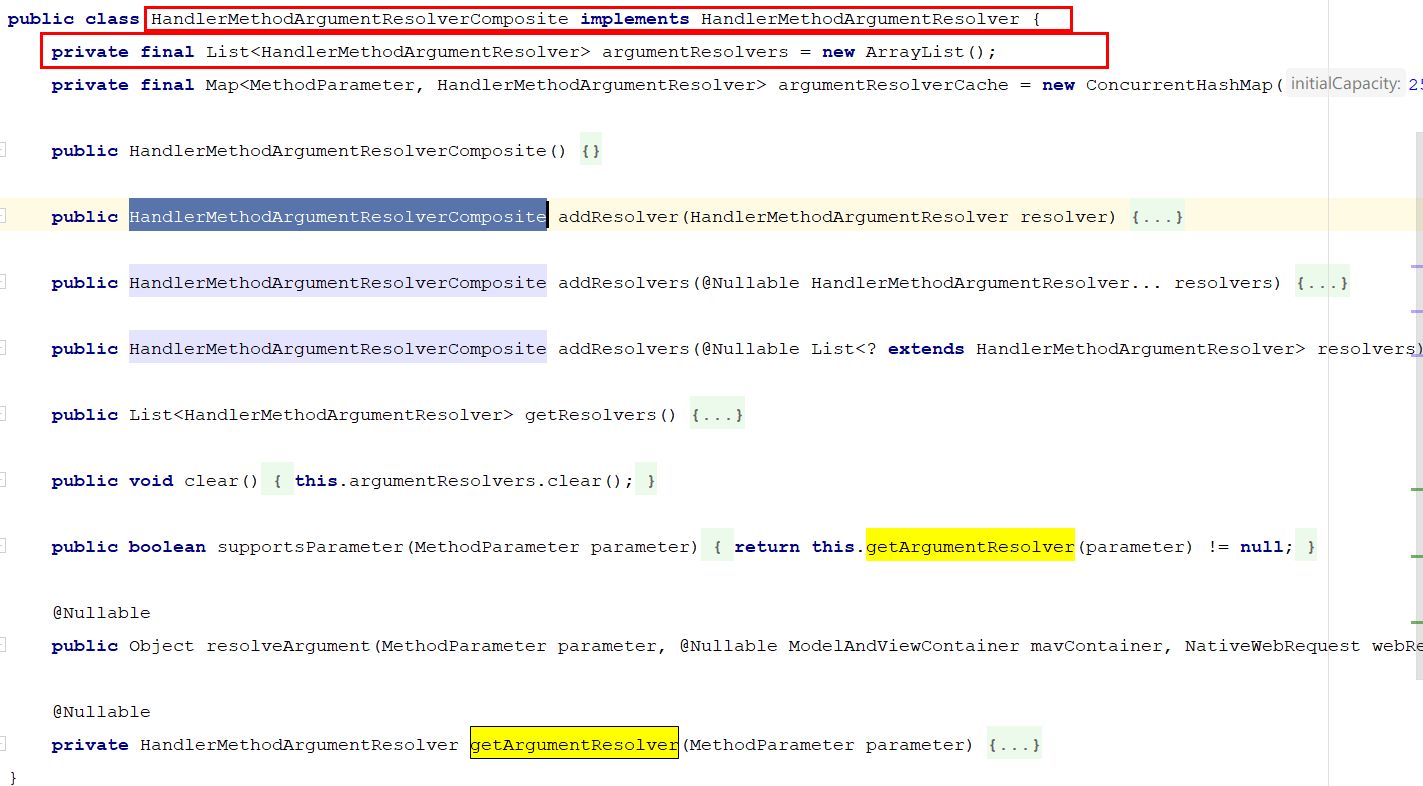 public class HandlerMethodArgumentResolverComposite implements HandlerMethodArgumentResolver {
private final List<HandlerMethodArgumentResolver> argumentResolvers = new ArrayList();
private final Map<MethodParameter, HandlerMethodArgumentResolver> argumentResolverCache = new ConcurrentHashMap( initialCapacity: 25
public HandlerMethodArgumentResolverComposite() {}
public HandlerMethodArgumentResolverComposite addResolver(HandlerMethodArgumentResolver resolver) {...}
public HandlerMethodArgumentResolverComposite addResolvers(@Nullable HandlerMethodArgumentResolver... resolvers) {...}
public HandlerMethodArgumentResolverComposite addResolvers(@Nullable List<? extends HandlerMethodArgumentResolver> resolvers)
public List<HandlerMethodArgumentResolver> getResolvers() {...}
public void clear() { this.argumentResolvers.clear(); }
public boolean supportsParameter(MethodParameter parameter) { return this.getArgumentResolver(parameter) != null; }
@Nullable
public Object resolveArgument(MethodParameter parameter, @Nullable ModelAndViewContainer mavContainer, NativeWebRequest webRe
@Nullable
private HandlerMethodArgumentResolver getArgumentResolver(MethodParameter parameter) {...}
}